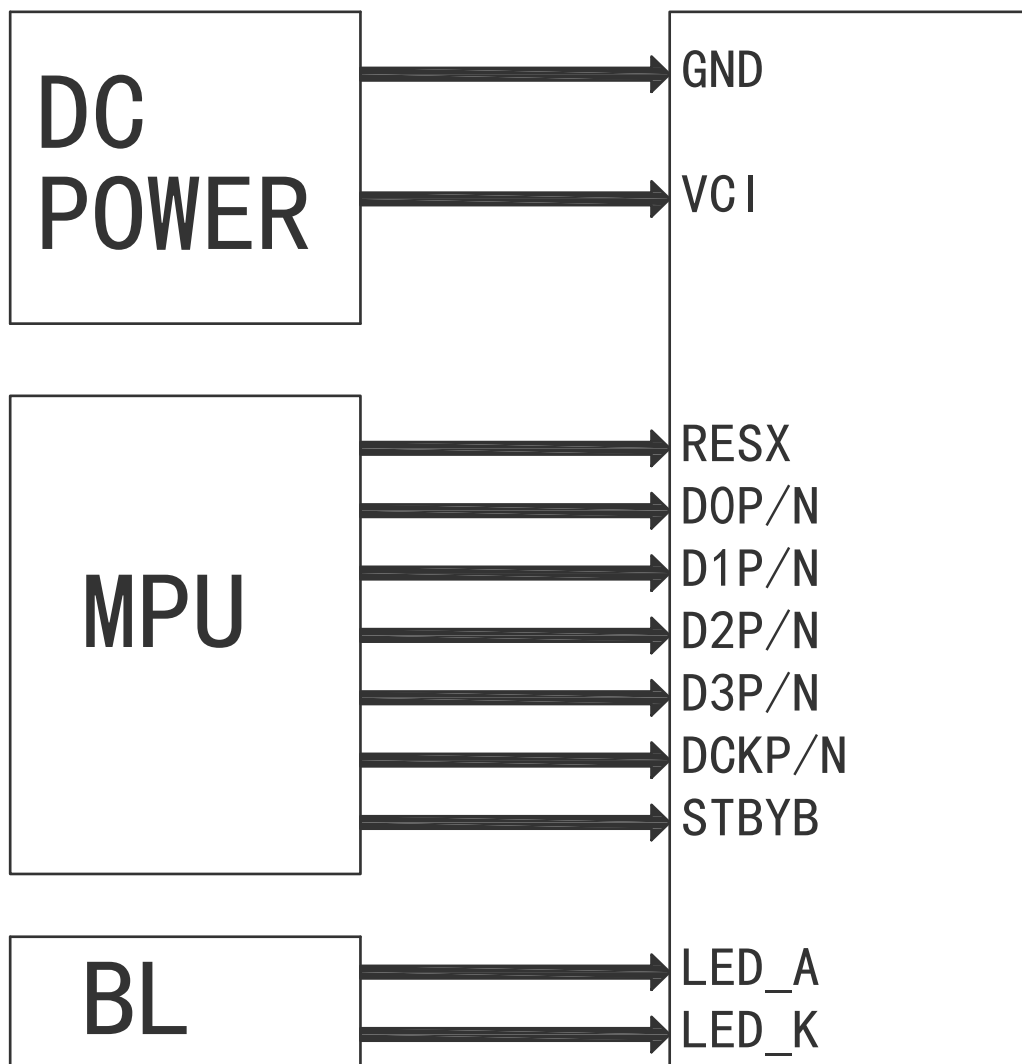 DC
POWER
GND
VCI
MPU
RESX
D0P/N
D1P/N
D2P/N
D3P/N
DCKP/N
STBYB
BL
LED_A
LED_K